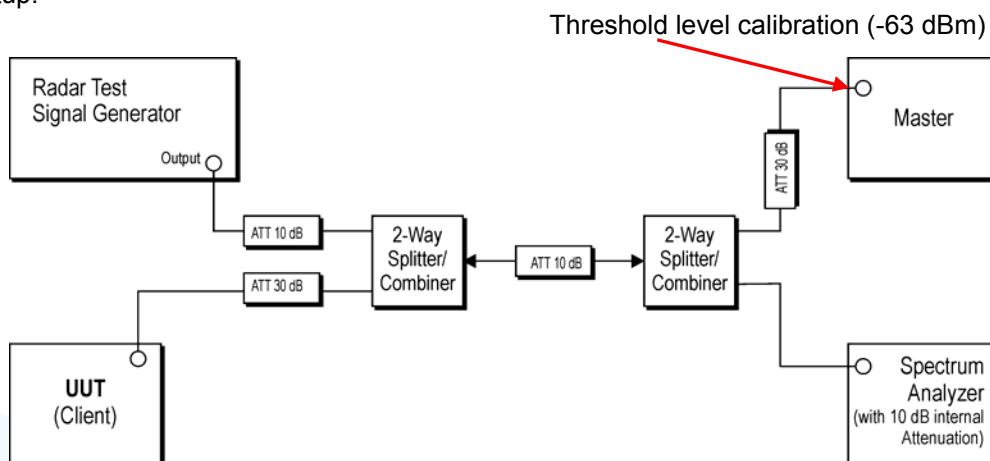 Threshold level calibration (-63 dBm)
Radar Test
Signal Generator
Output
Master
ATT 30 dB
ATT 10 dB
2-Way
Splitter/
Combiner
ATT 10 dB
2-Way
Splitter/
Combiner
ATT 30 dB
UUT
(Client)
Spectrum
Analyzer
(with 10 dB internal
Attenuation)